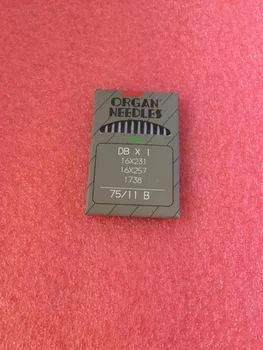 ORGAN
NEEDLES
DB X 1
16X231
16X257
1738
75/11 B